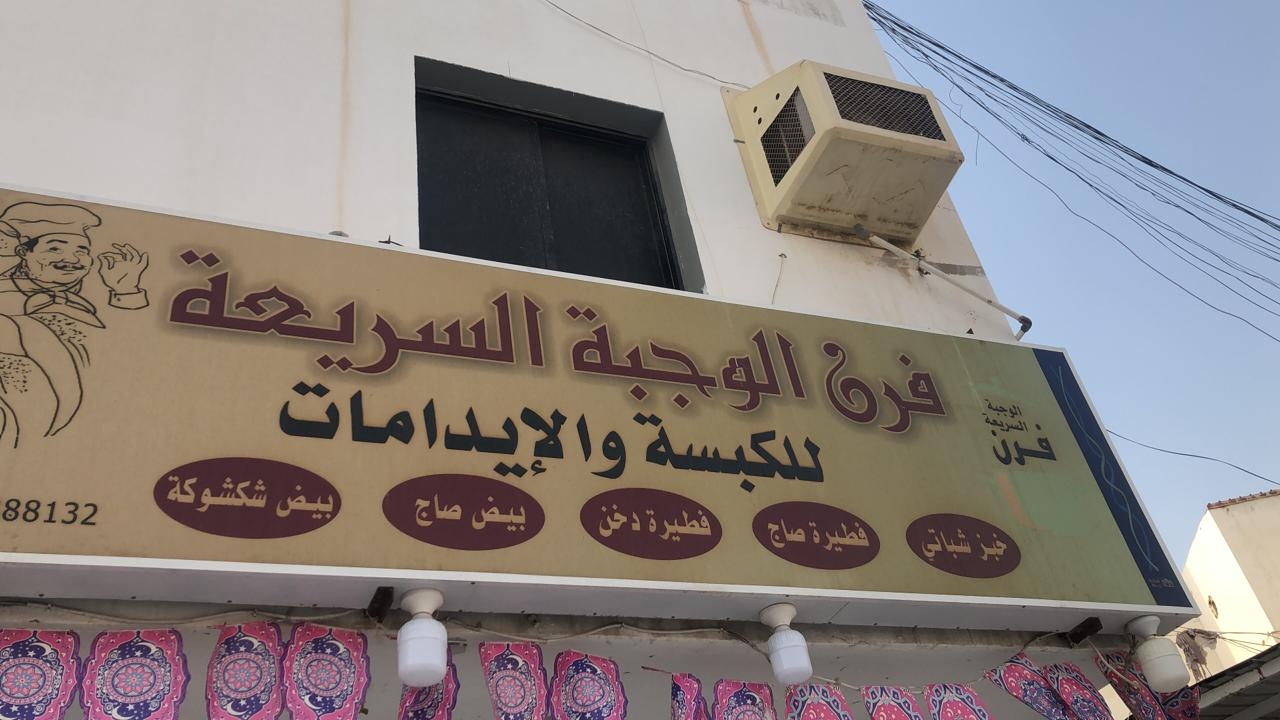 فرن الوجبة السريعة
للكبسة والإيدامات
الوجبة
السريعة
فرن
خبز شباتي
فطيرة صاج
فطيرة دخن
بيض صاج
بيض شكشوكة
88132